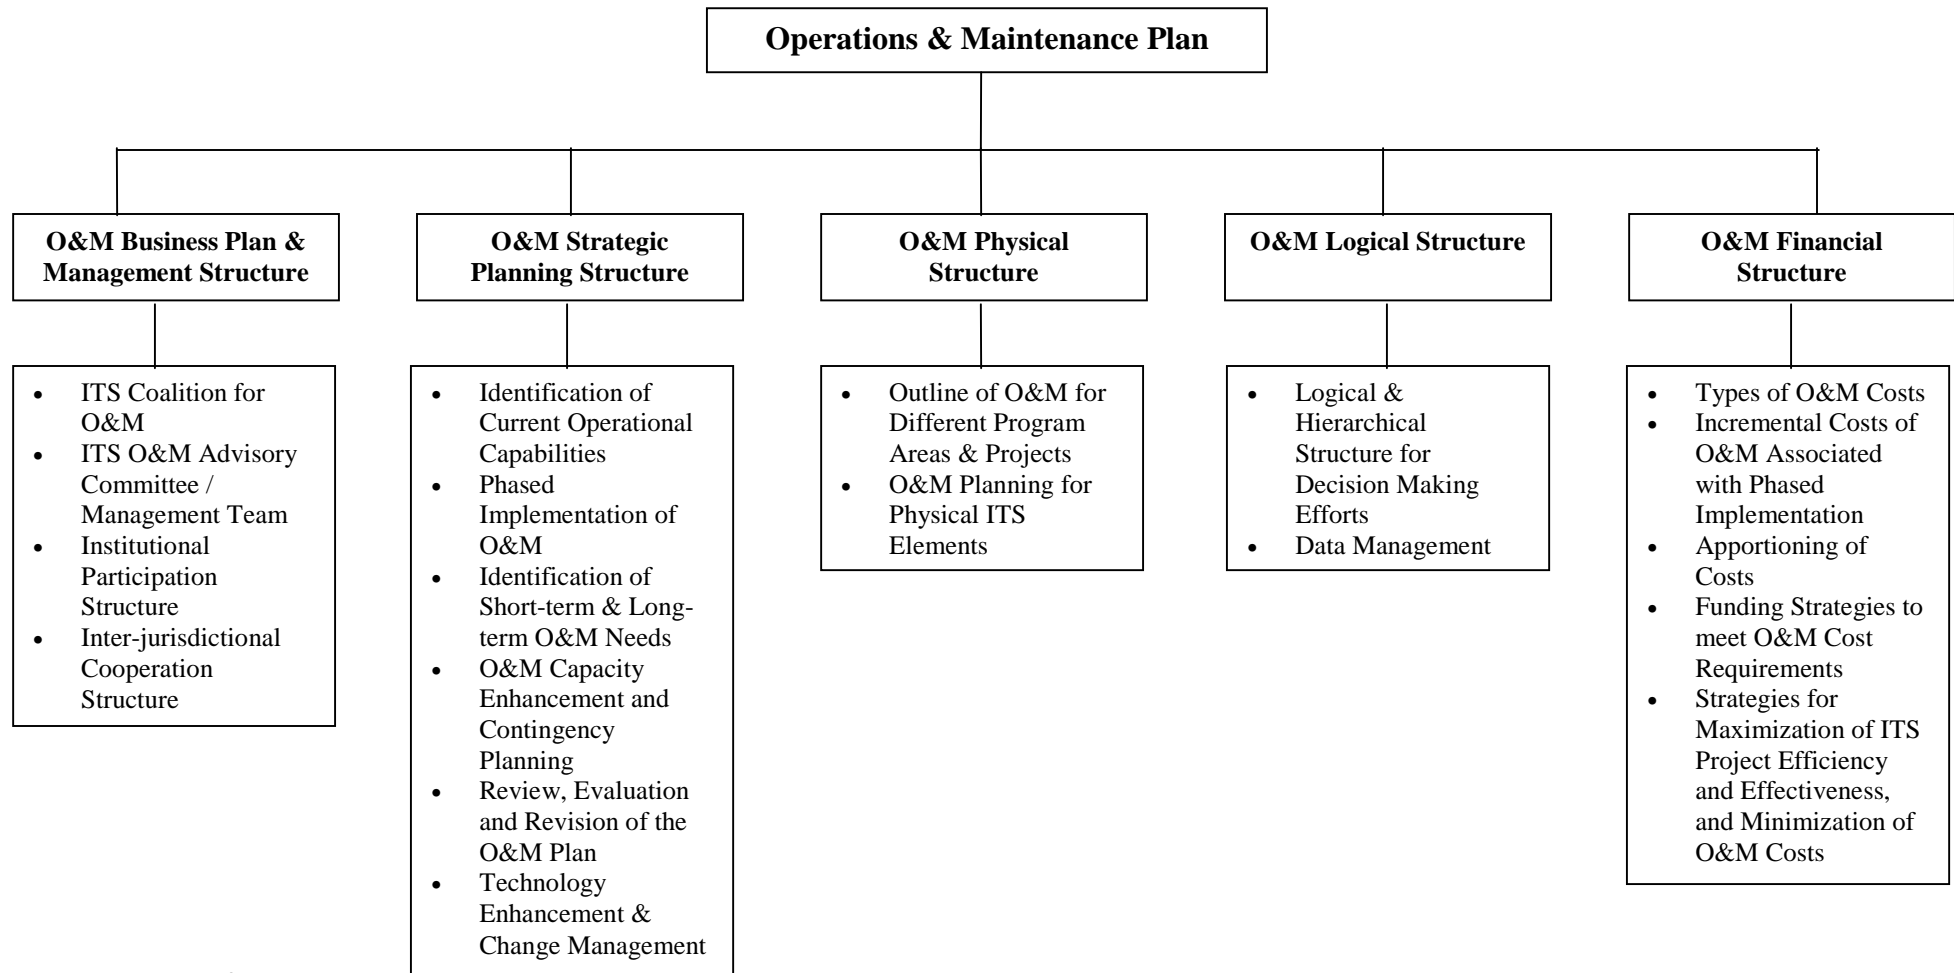 Operations & Maintenance Plan
O&M Business Plan &
Management Structure
O&M Strategic
Planning Structure
O&M Physical
Structure
O&M Logical Structure
O&M Financial
Structure
• ITS Coalition for
O&M
• ITS O&M Advisory
Committee /
Management Team
• Institutional
Participation
Structure
• Inter-jurisdictional
Cooperation
Structure
• Identification of
Current Operational
Capabilities
• Phased
Implementation of
O&M
• Identification of
Short-term & Long-
term O&M Needs
• O&M Capacity
Enhancement and
Contingency
Planning
• Review, Evaluation
and Revision of the
O&M Plan
• Technology
Enhancement &
Change Management
• Outline of O&M for
Different Program
Areas & Projects
• O&M Planning for
Physical ITS
Elements
• Logical &
Hierarchical
Structure for
Decision Making
Efforts
• Data Management
• Types of O&M Costs
• Incremental Costs of
O&M Associated
with Phased
Implementation
• Apportioning of
Costs
• Funding Strategies to
meet O&M Cost
Requirements
• Strategies for
Maximization of ITS
Project Efficiency
and Effectiveness,
and Minimization of
O&M Costs